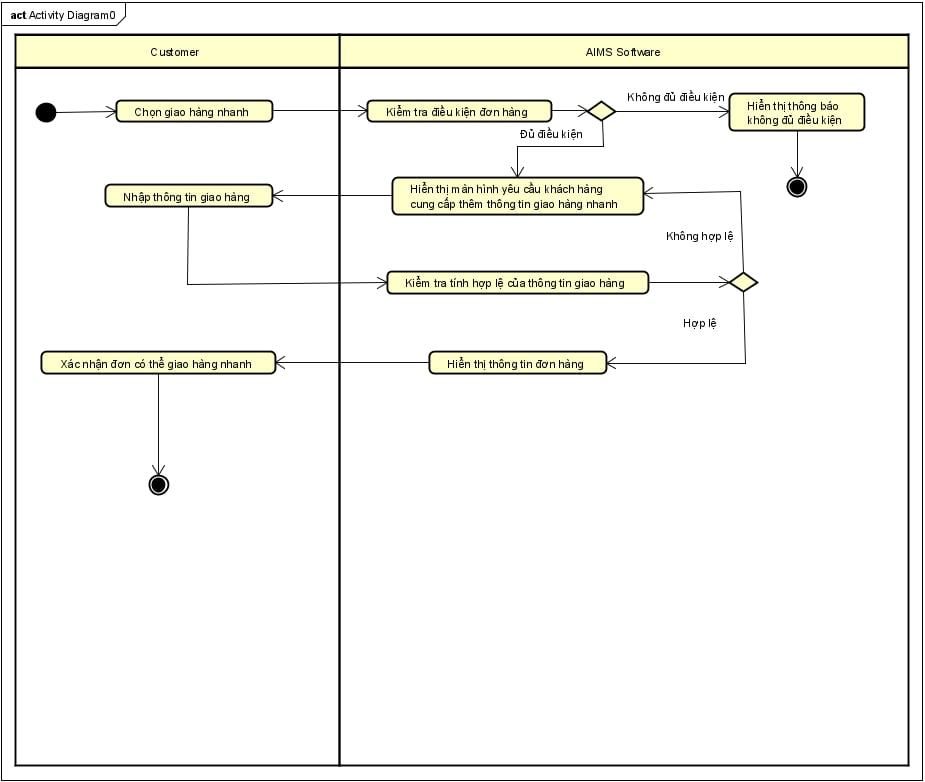 act Activity Diagram0
Customer
AIMS Software
Chọn giao hàng nhanh
Kiểm tra điều kiện đơn hàng
Không đủ điều kiện
Hiển thị thông báo
không đủ điều kiện
Đủ điều kiện
Nhập thông tin giao hàng
Hiển thị màn hình yêu cầu khách hàng
cung cấp thêm thông tin giao hàng nhanh
Không hợp lệ
Kiểm tra tính hợp lệ của thông tin giao hàng
Hợp lệ
Xác nhận đơn có thể giao hàng nhanh
Hiển thị thông tin đơn hàng